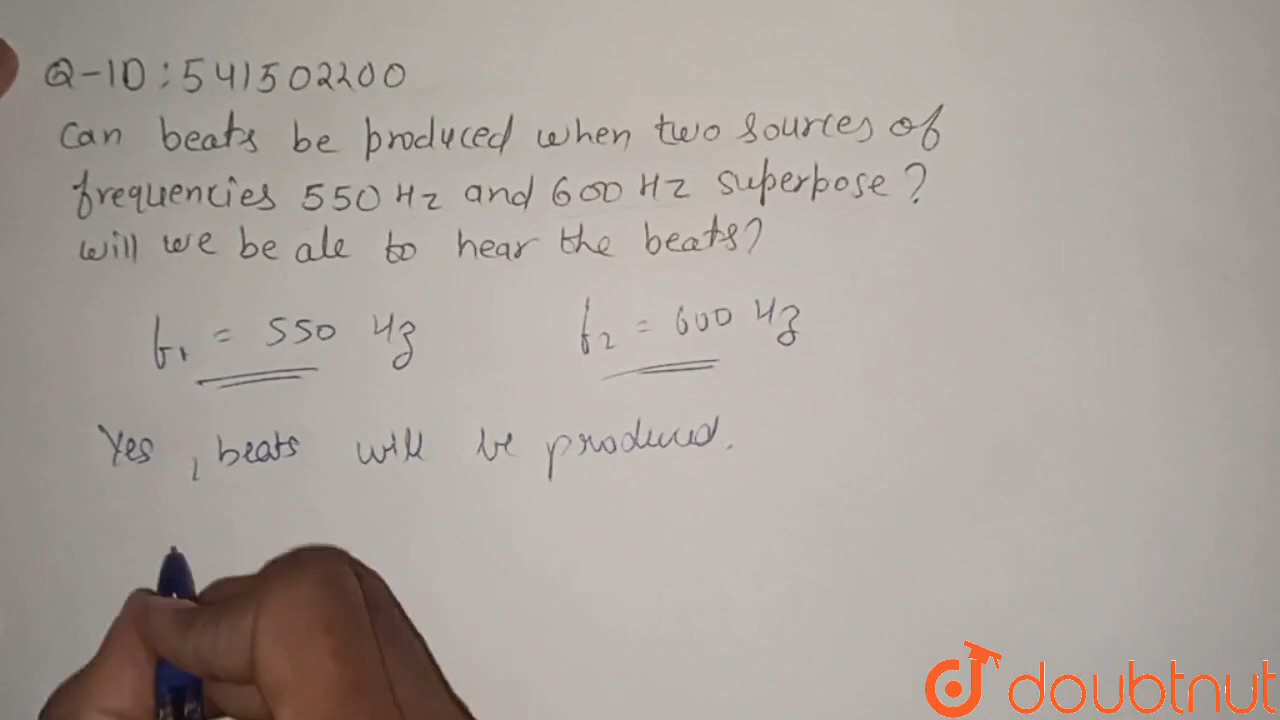 Q-ID : 541502200
Can beats be produced when two sources of
frequencies 550 Hz and 600 Hz superpose?
will we be ale to hear the beats?
f1 = 550 Hz f2 = 600 Hz
Yes, beats will be produced.
doubtnut